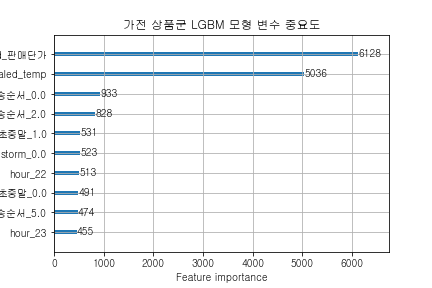 가전 상품군 LGBM 모형 변수 중요도
d_판매단가 6128
aled_temp 5036
송순서_0.0 933
송순서_2.0 828
초중말_1.0 531
storm_0.0 523
hour_22 513
초중말_0.0 491
송순서_5.0 474
hour_23 455
0 1000 2000 3000 4000 5000 6000
Feature importance